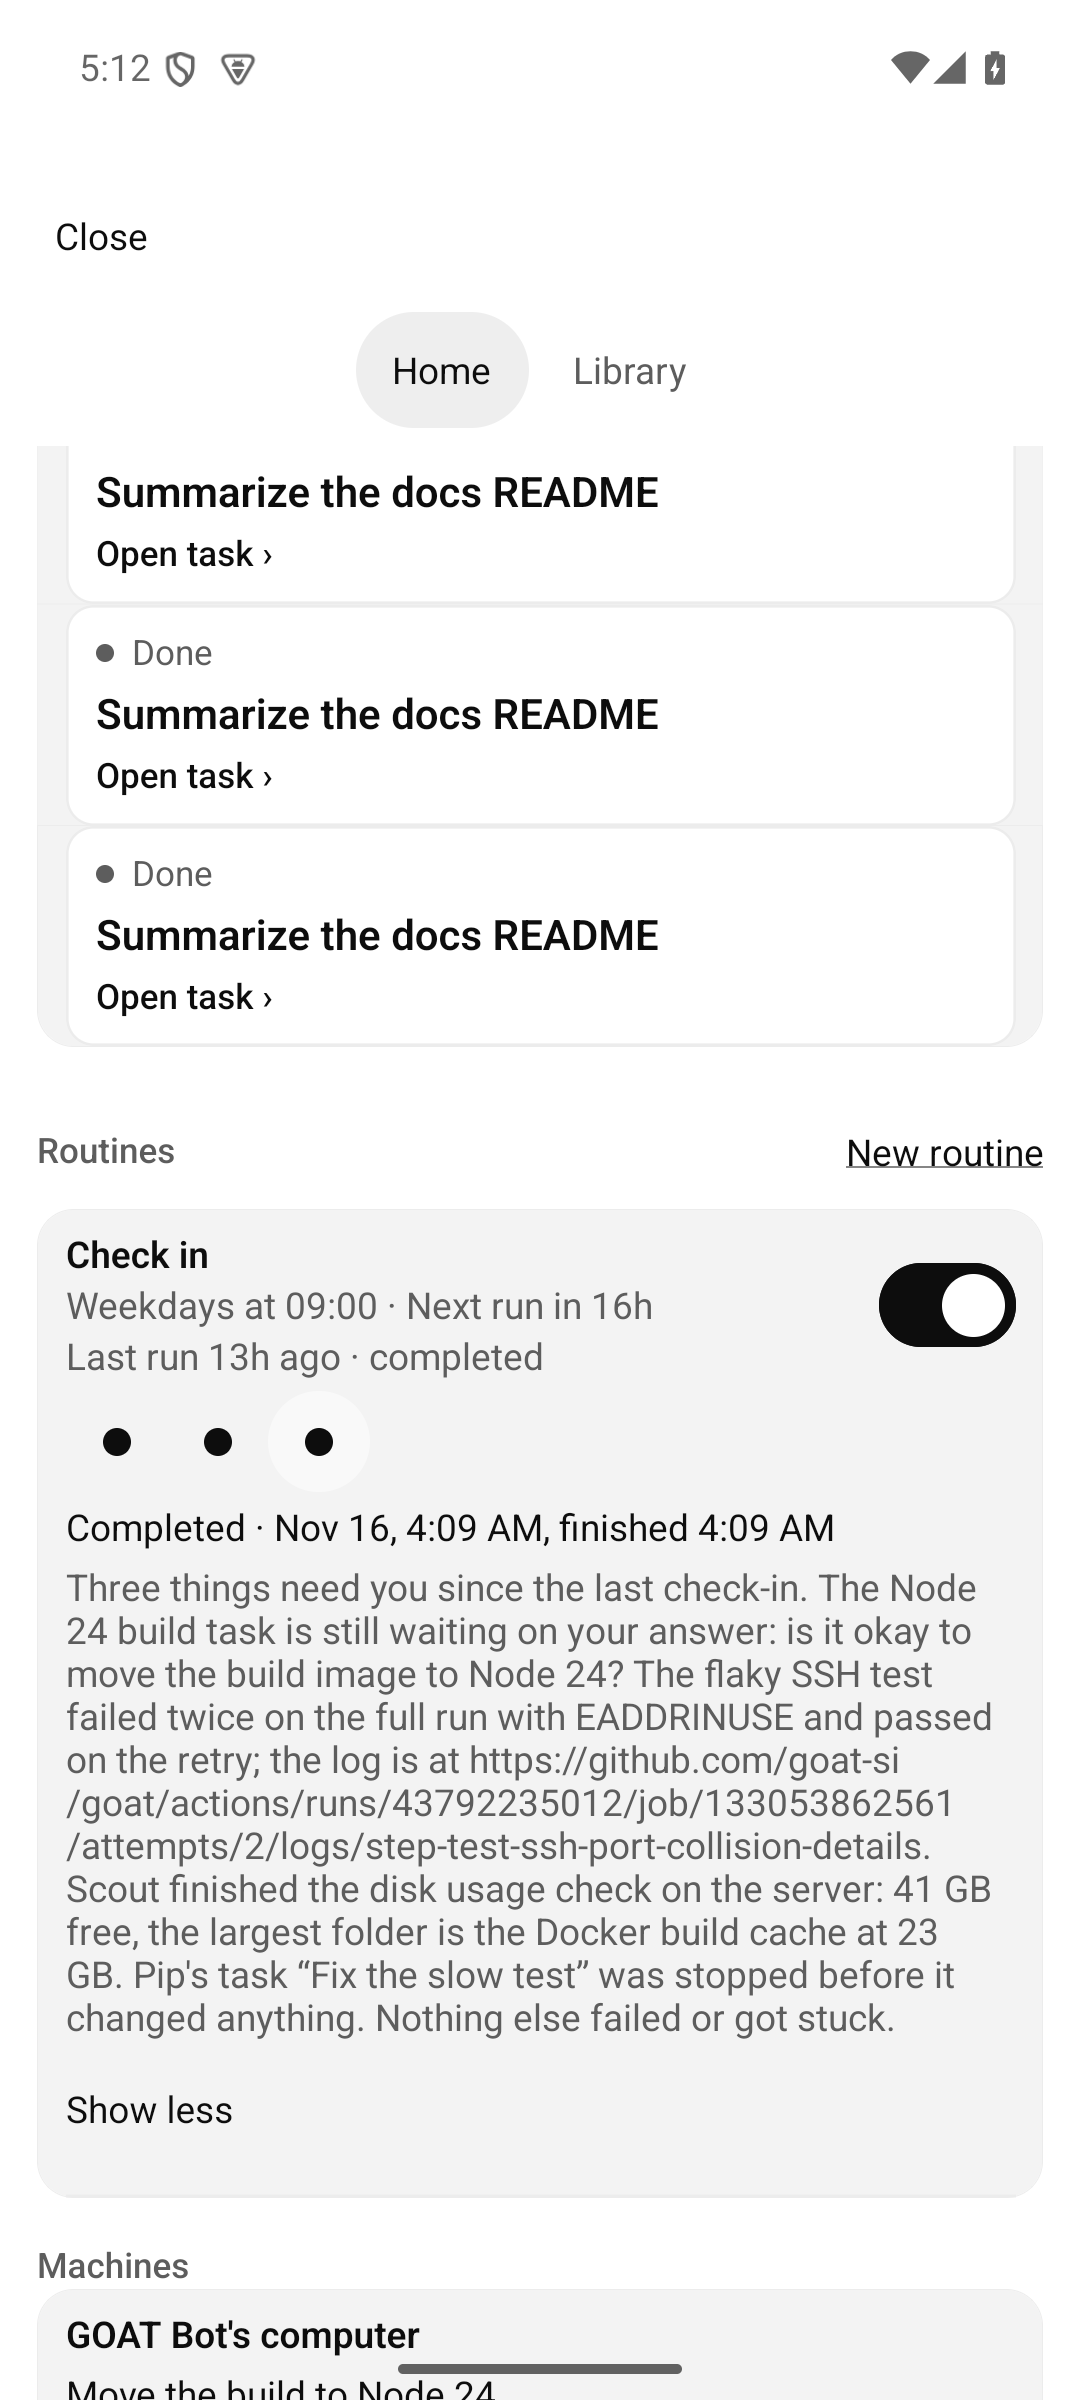 5:12
Close
Home Library
Summarize the docs README
Open task ›
Done
Summarize the docs README
Open task ›
Done
Summarize the docs README
Open task ›
Routines New routine
Check in
Weekdays at 09:00 · Next run in 16h
Last run 13h ago · completed
Completed · Nov 16, 4:09 AM, finished 4:09 AM
Three things need you since the last check-in. The Node
24 build task is still waiting on your answer: is it okay to
move the build image to Node 24? The flaky SSH test
failed twice on the full run with EADDRINUSE and passed
on the retry; the log is at https://github.com/goat-si
/goat/actions/runs/43792235012/job/133053862561
/attempts/2/logs/step-test-ssh-port-collision-details.
Scout finished the disk usage check on the server: 41 GB
free, the largest folder is the Docker build cache at 23
GB. Pip's task “Fix the slow test” was stopped before it
changed anything. Nothing else failed or got stuck.
Show less
Machines
GOAT Bot's computer
Move the build to Node 24